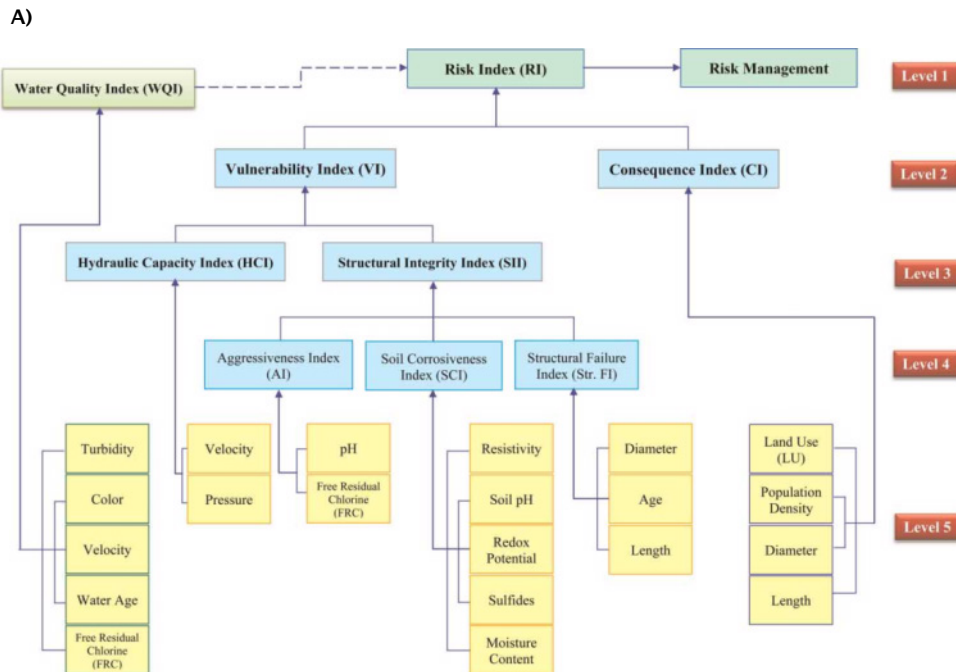 A)
Water Quality Index (WQI)
Risk Index (RI)
Risk Management
Level 1
Vulnerability Index (VI)
Consequence Index (CI)
Level 2
Hydraulic Capacity Index (HCI)
Structural Integrity Index (SII)
Level 3
Aggressiveness Index
(AI)
Soil Corrosiveness
Index (SCI)
Structural Failure
Index (Str. FI)
Level 4
Turbidity
Color
Velocity
Water Age
Free Residual
Chlorine
(FRC)
Velocity
Pressure
pH
Free Residual
Chlorine
(FRC)
Resistivity
Soil pH
Redox
Potential
Sulfides
Moisture
Content
Diameter
Age
Length
Land Use
(LU)
Population
Density
Diameter
Length
Level 5